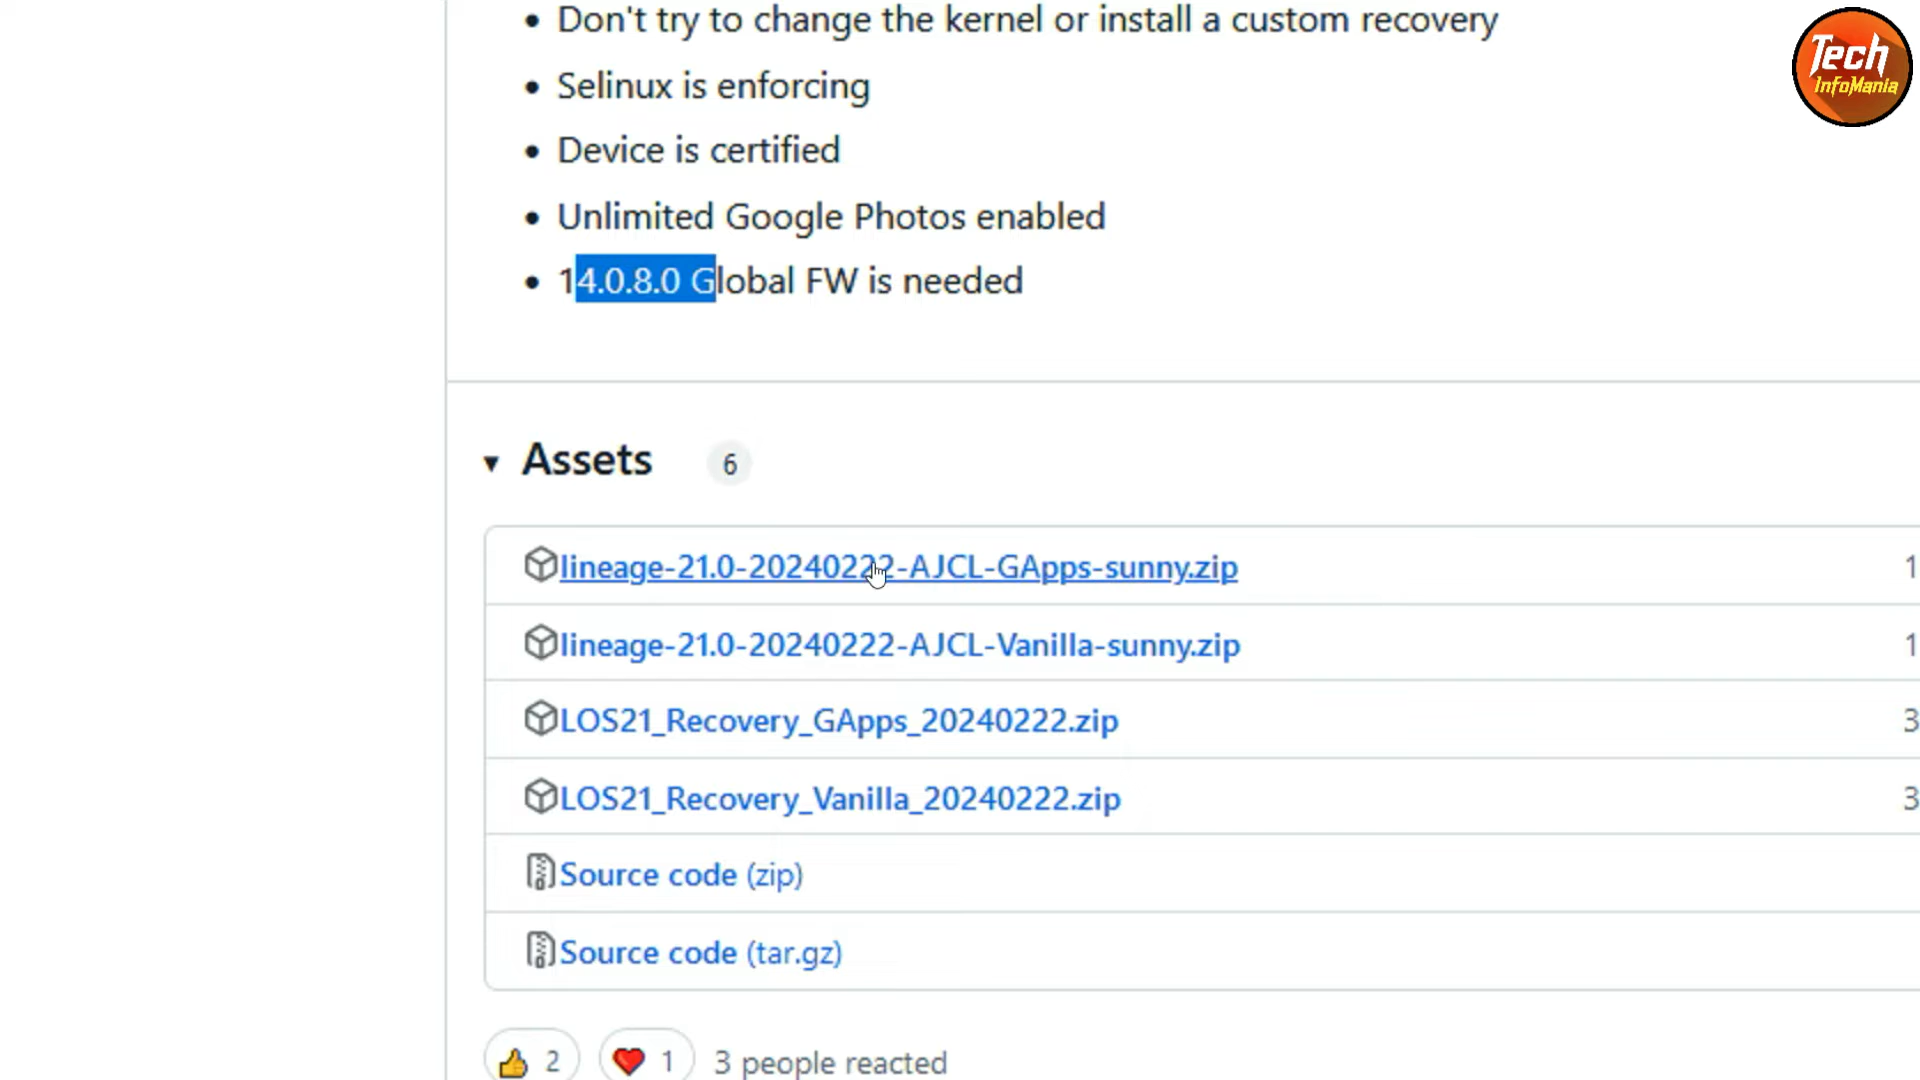 Don't try to change the kernel or install a custom recovery
Tech
InfoMania
Selinux is enforcing
Device is certified
Unlimited Google Photos enabled
14.0.8.0 Global FW is needed
Assets 6
lineage-21.0-20240222-AJCL-GApps-sunny.zip 1
lineage-21.0-20240222-AJCL-Vanilla-sunny.zip 1
LOS21_Recovery_GApps_20240222.zip 3
LOS21_Recovery_Vanilla_20240222.zip 3
Source code (zip)
Source code (tar.gz)
👍 2 ❤️ 1 3 people reacted